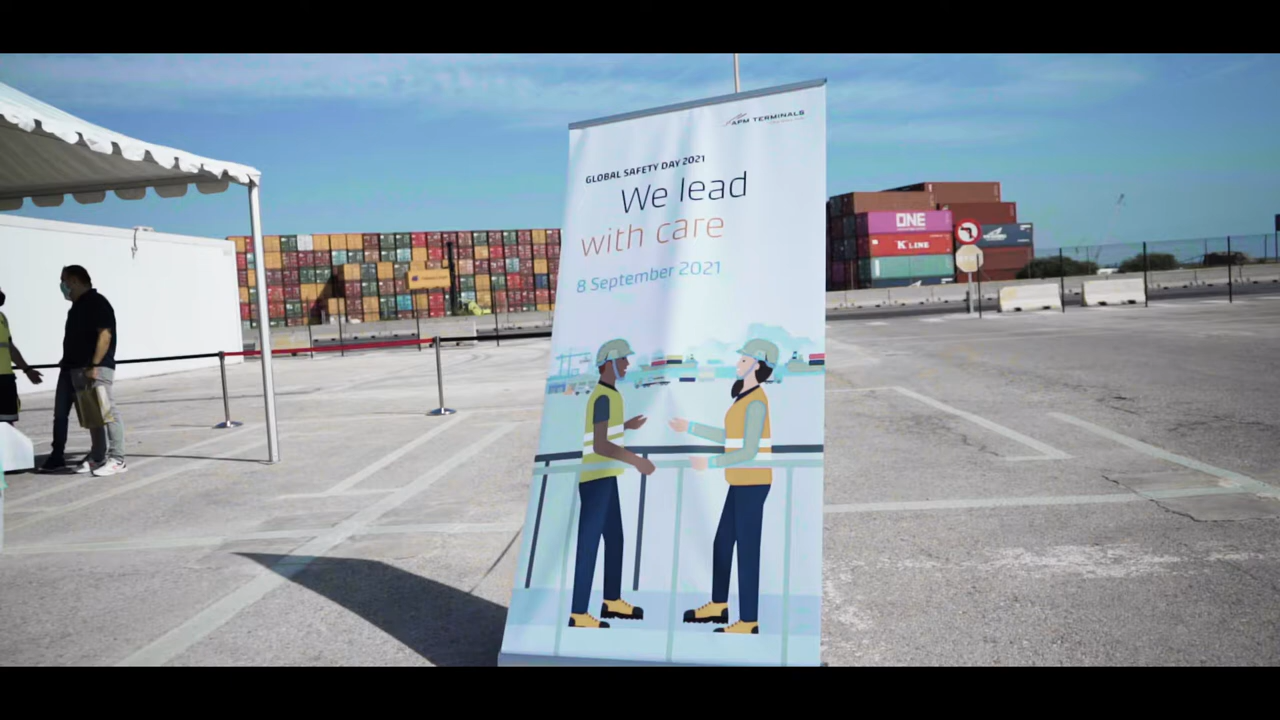 APM TERMINALS
GLOBAL SAFETY DAY 2021
We lead
with care
8 September 2021
ONE
K LINE